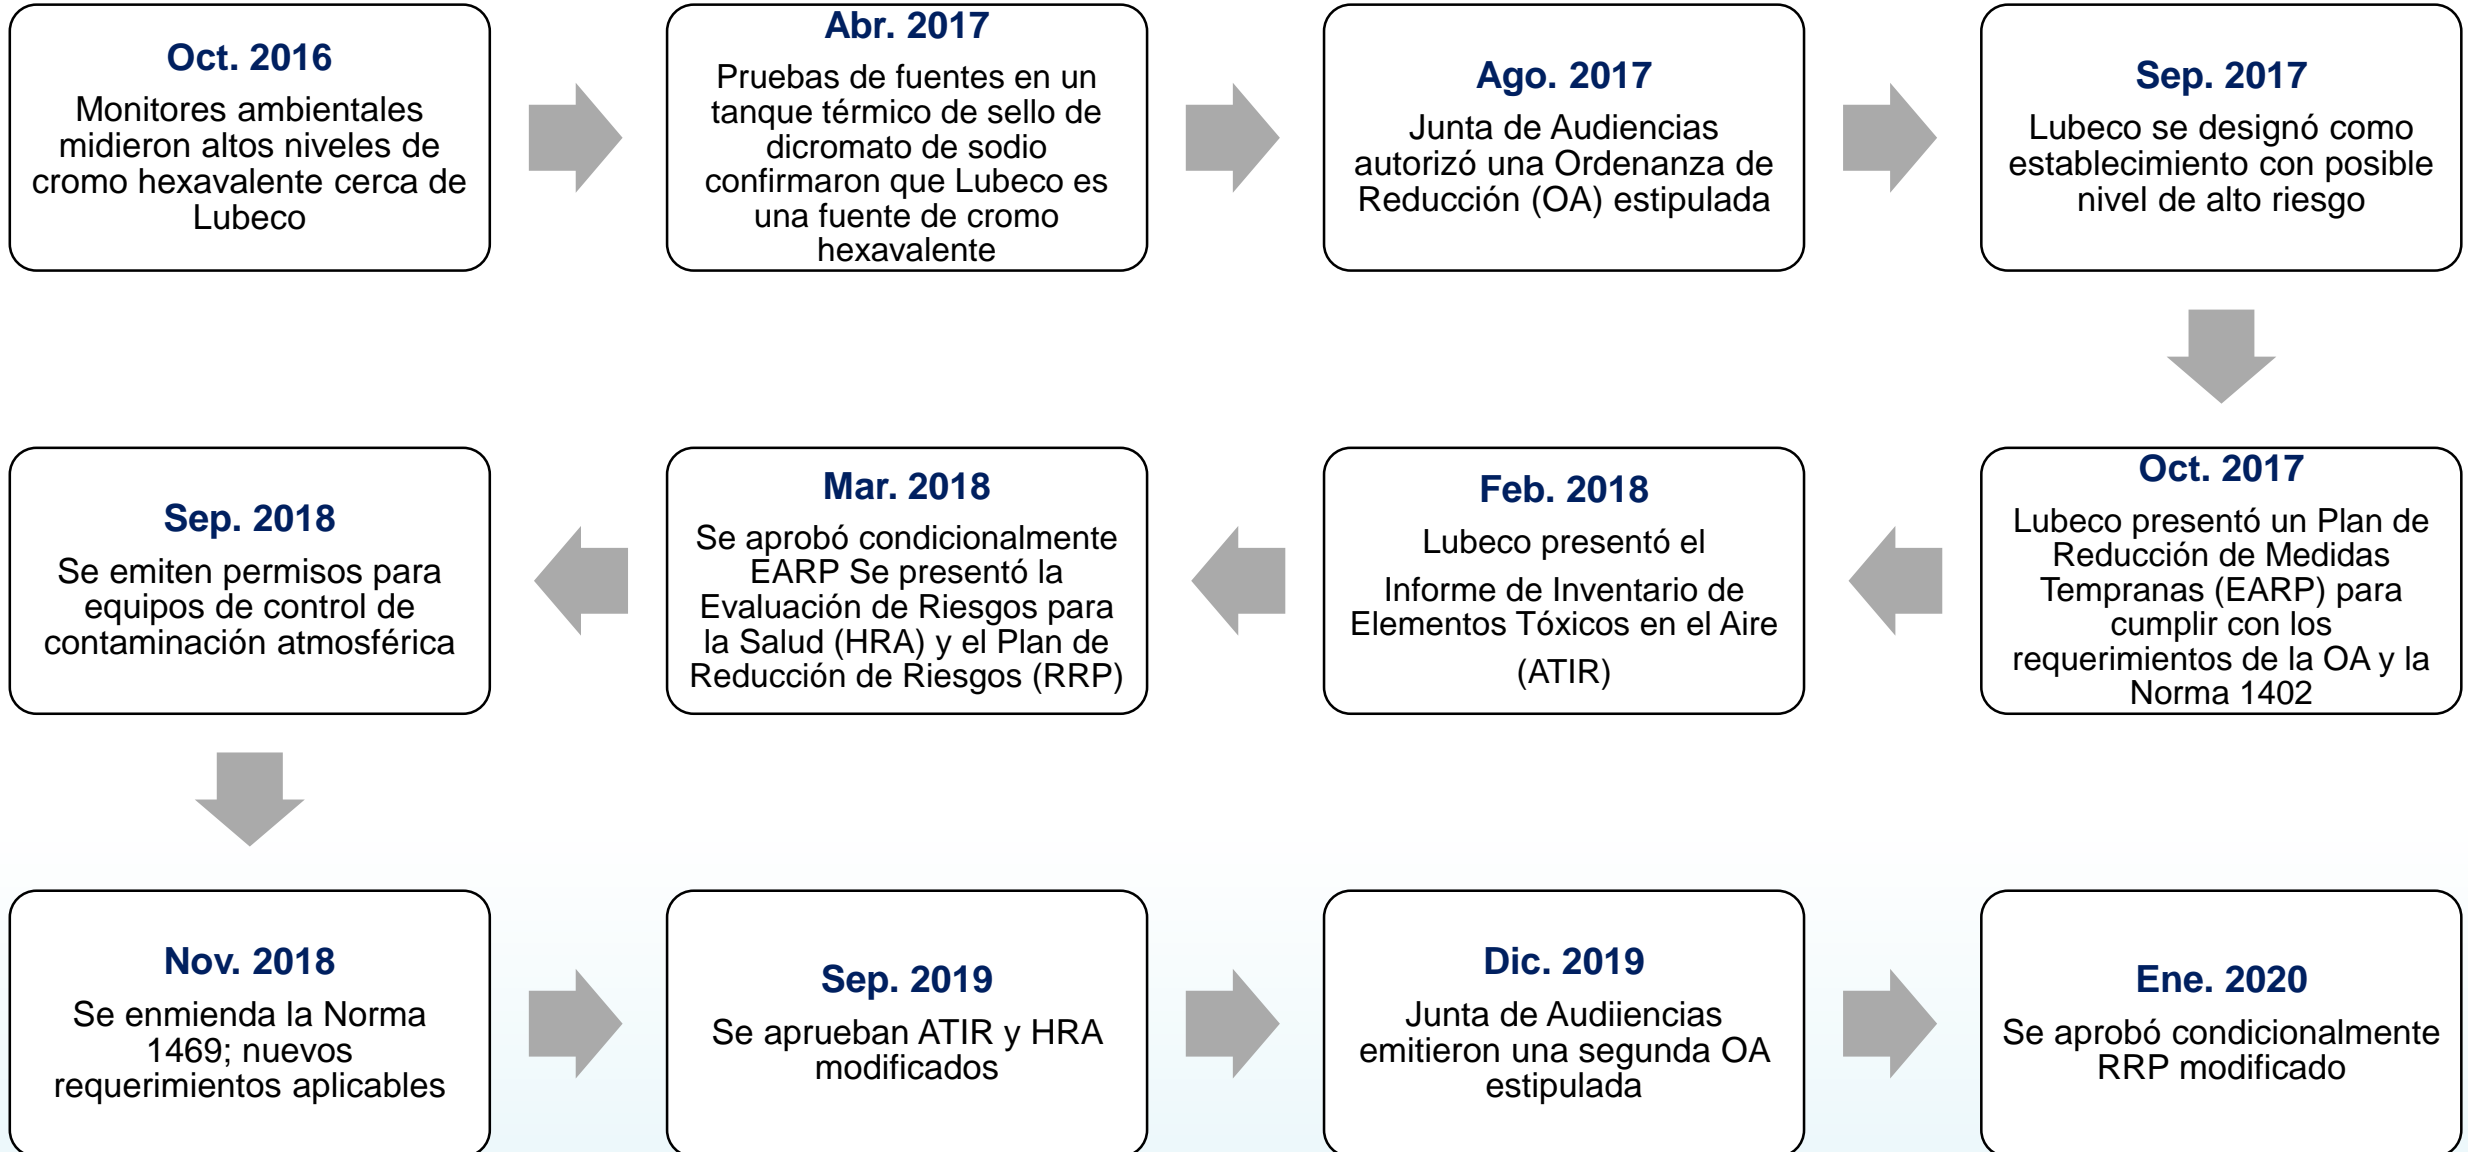 Oct. 2016
Monitores ambientales
midieron altos niveles de
cromo hexavalente cerca de
Lubeco
Abr. 2017
Pruebas de fuentes en un
tanque térmico de sello de
dicromato de sodio
confirmaron que Lubeco es
una fuente de cromo
hexavalente
Ago. 2017
Junta de Audiencias
autorizó una Ordenanza de
Reducción (OA) estipulada
Sep. 2017
Lubeco se designó como
establecimiento con posible
nivel de alto riesgo
Oct. 2017
Lubeco presentó un Plan de
Reducción de Medidas
Tempranas (EARP) para
cumplir con los
requerimientos de la OA y la
Norma 1402
Feb. 2018
Lubeco presentó el
Informe de Inventario de
Elementos Tóxicos en el Aire
(ATIR)
Mar. 2018
Se aprobó condicionalmente
EARP Se presentó la
Evaluación de Riesgos para
la Salud (HRA) y el Plan de
Reducción de Riesgos (RRP)
Sep. 2018
Se emiten permisos para
equipos de control de
contaminación atmosférica
Nov. 2018
Se enmienda la Norma
1469; nuevos
requerimientos aplicables
Sep. 2019
Se aprueban ATIR y HRA
modificados
Dic. 2019
Junta de Audiiencias
emitieron una segunda OA
estipulada
Ene. 2020
Se aprobó condicionalmente
RRP modificado